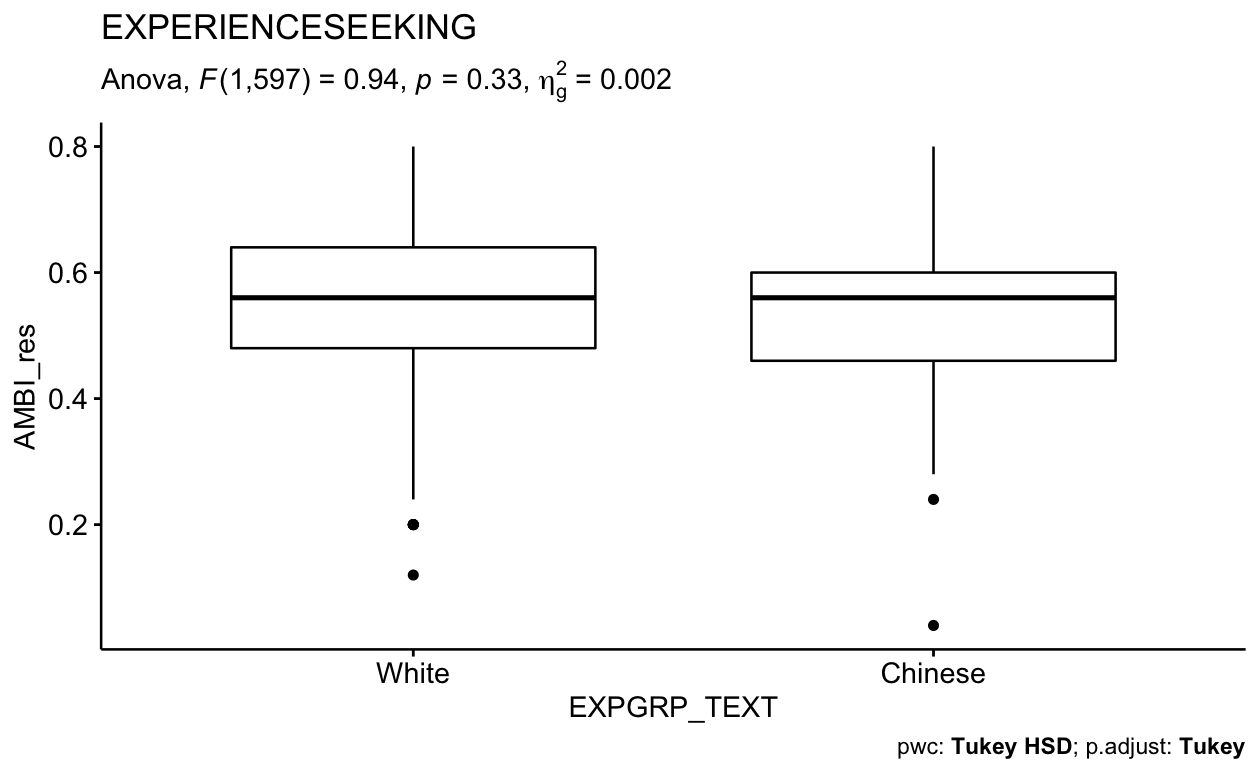 EXPERIENCESEEKING
Anova, F(1,597) = 0.94, p = 0.33, η²g = 0.002
0.8
0.6
0.4
0.2
AMBI_res
White
Chinese
EXPGRP_TEXT
pwc: Tukey HSD; p.adjust: Tukey